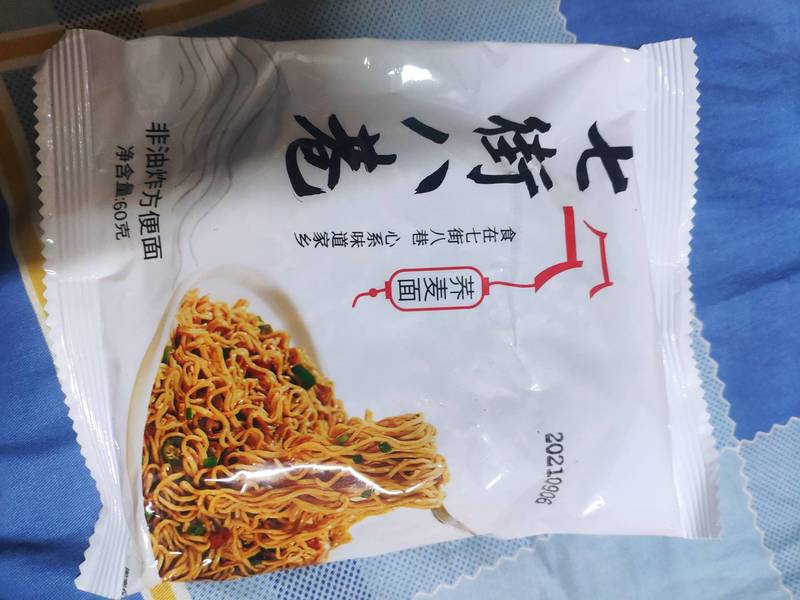 七街八巷
食在七街八巷 心系味道家乡
荞麦面
20210906
非油炸方便面
净含量:60克